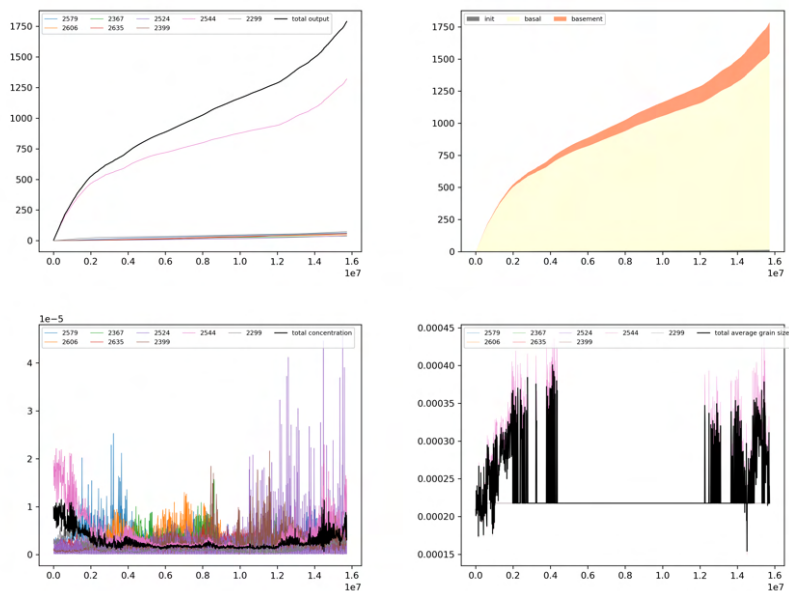 2579 2367 2524 2544 2299 total output
2606 2635 2399
1750
1500
1250
1000
750
500
250
0
0.0 0.2 0.4 0.6 0.8 1.0 1.2 1.4 1.6
1e7
init basal basement
1750
1500
1250
1000
750
500
250
0
0.0 0.2 0.4 0.6 0.8 1.0 1.2 1.4 1.6
1e7
1e−5
2579 2367 2524 2544 2299 total concentration
2606 2635 2399
4
3
2
1
0
0.0 0.2 0.4 0.6 0.8 1.0 1.2 1.4 1.6
1e7
2579 2367 2524 2544 2299 total average grain size
2606 2635 2399
0.00045
0.00040
0.00035
0.00030
0.00025
0.00020
0.00015
0.0 0.2 0.4 0.6 0.8 1.0 1.2 1.4 1.6
1e7